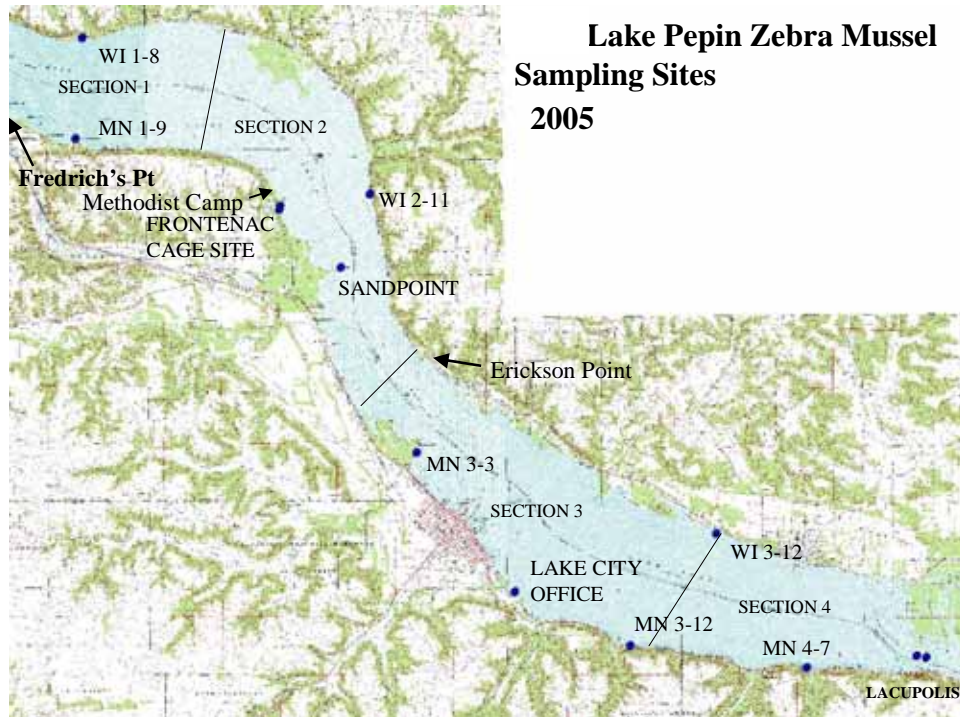 Lake Pepin Zebra Mussel
Sampling Sites
2005
WI 1-8
SECTION 1
MN 1-9
SECTION 2
Fredrich's Pt
Methodist Camp
WI 2-11
FRONTENAC
CAGE SITE
SANDPOINT
Erickson Point
MN 3-3
SECTION 3
WI 3-12
LAKE CITY
OFFICE
SECTION 4
MN 3-12
MN 4-7
LACUPOLIS